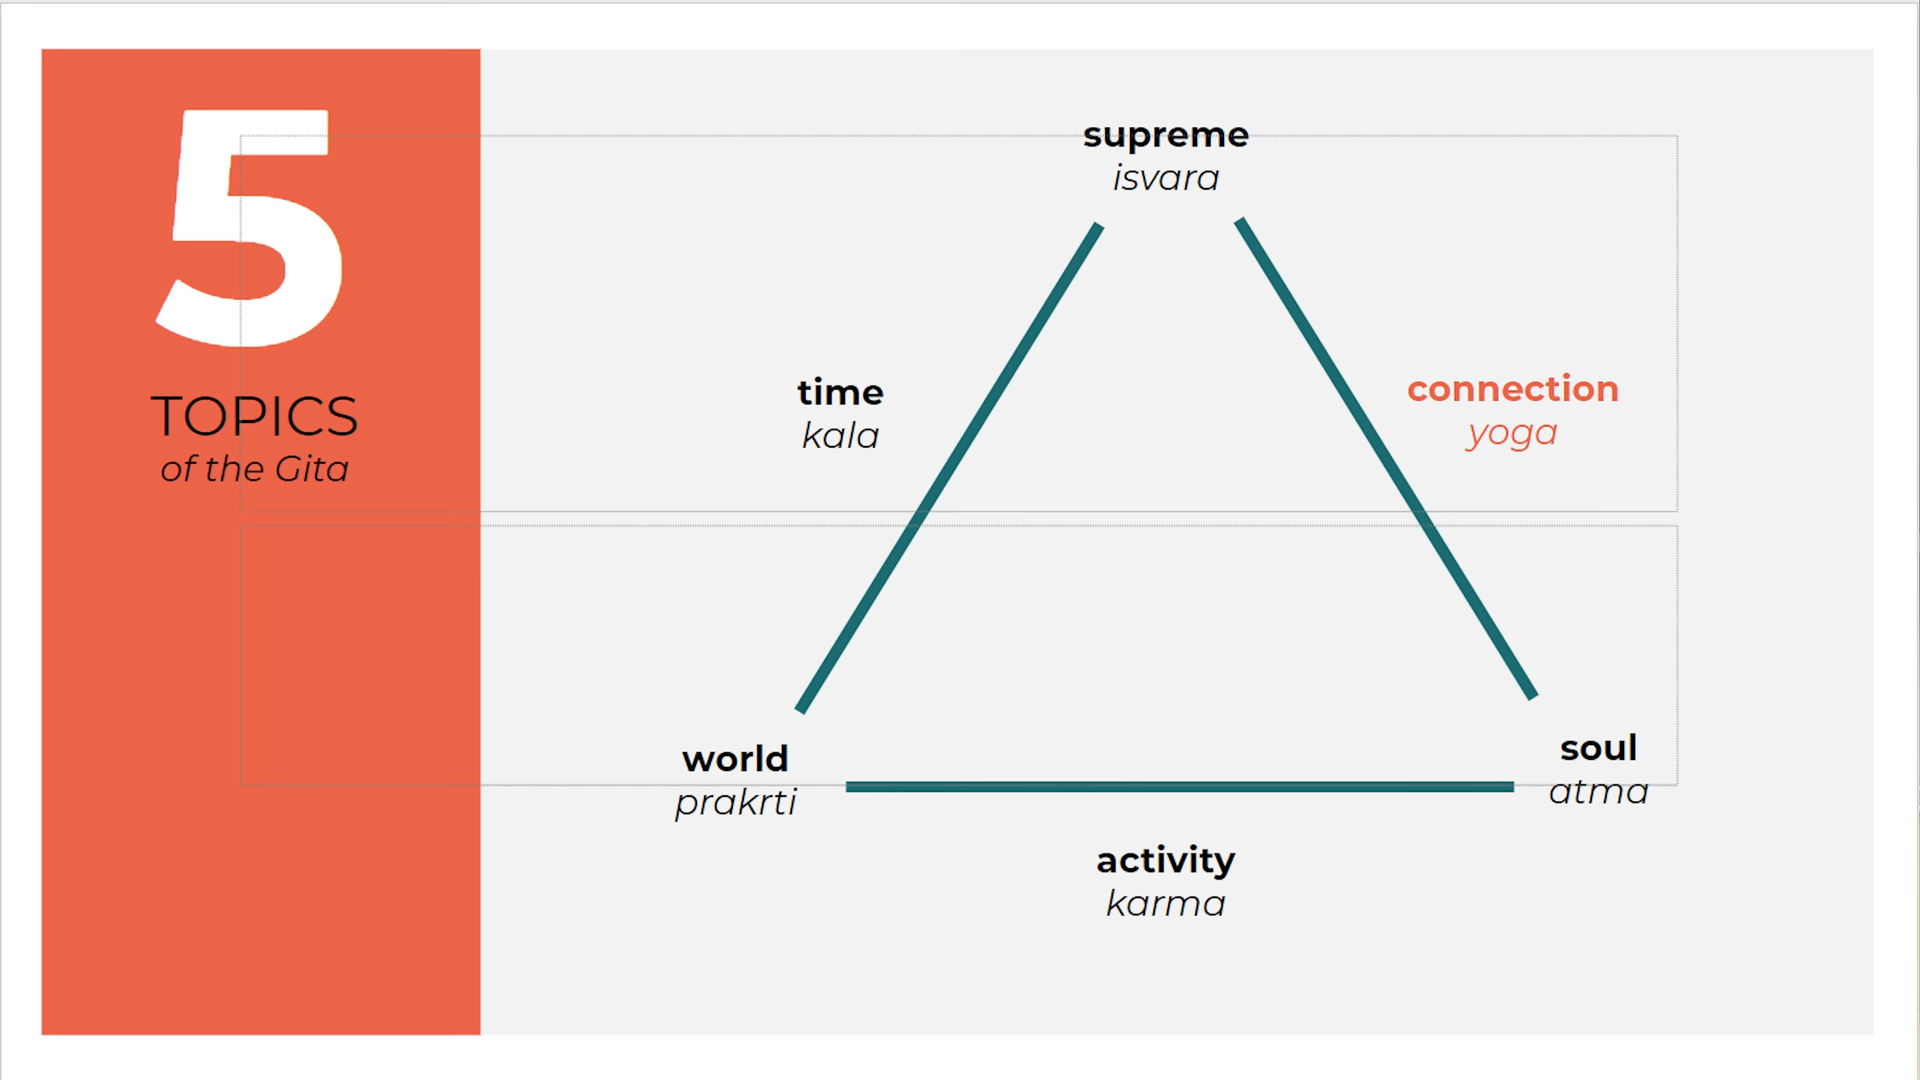 5
TOPICS
of the Gita
supreme
isvara
time
kala
connection
yoga
world
prakrti
soul
atma
activity
karma